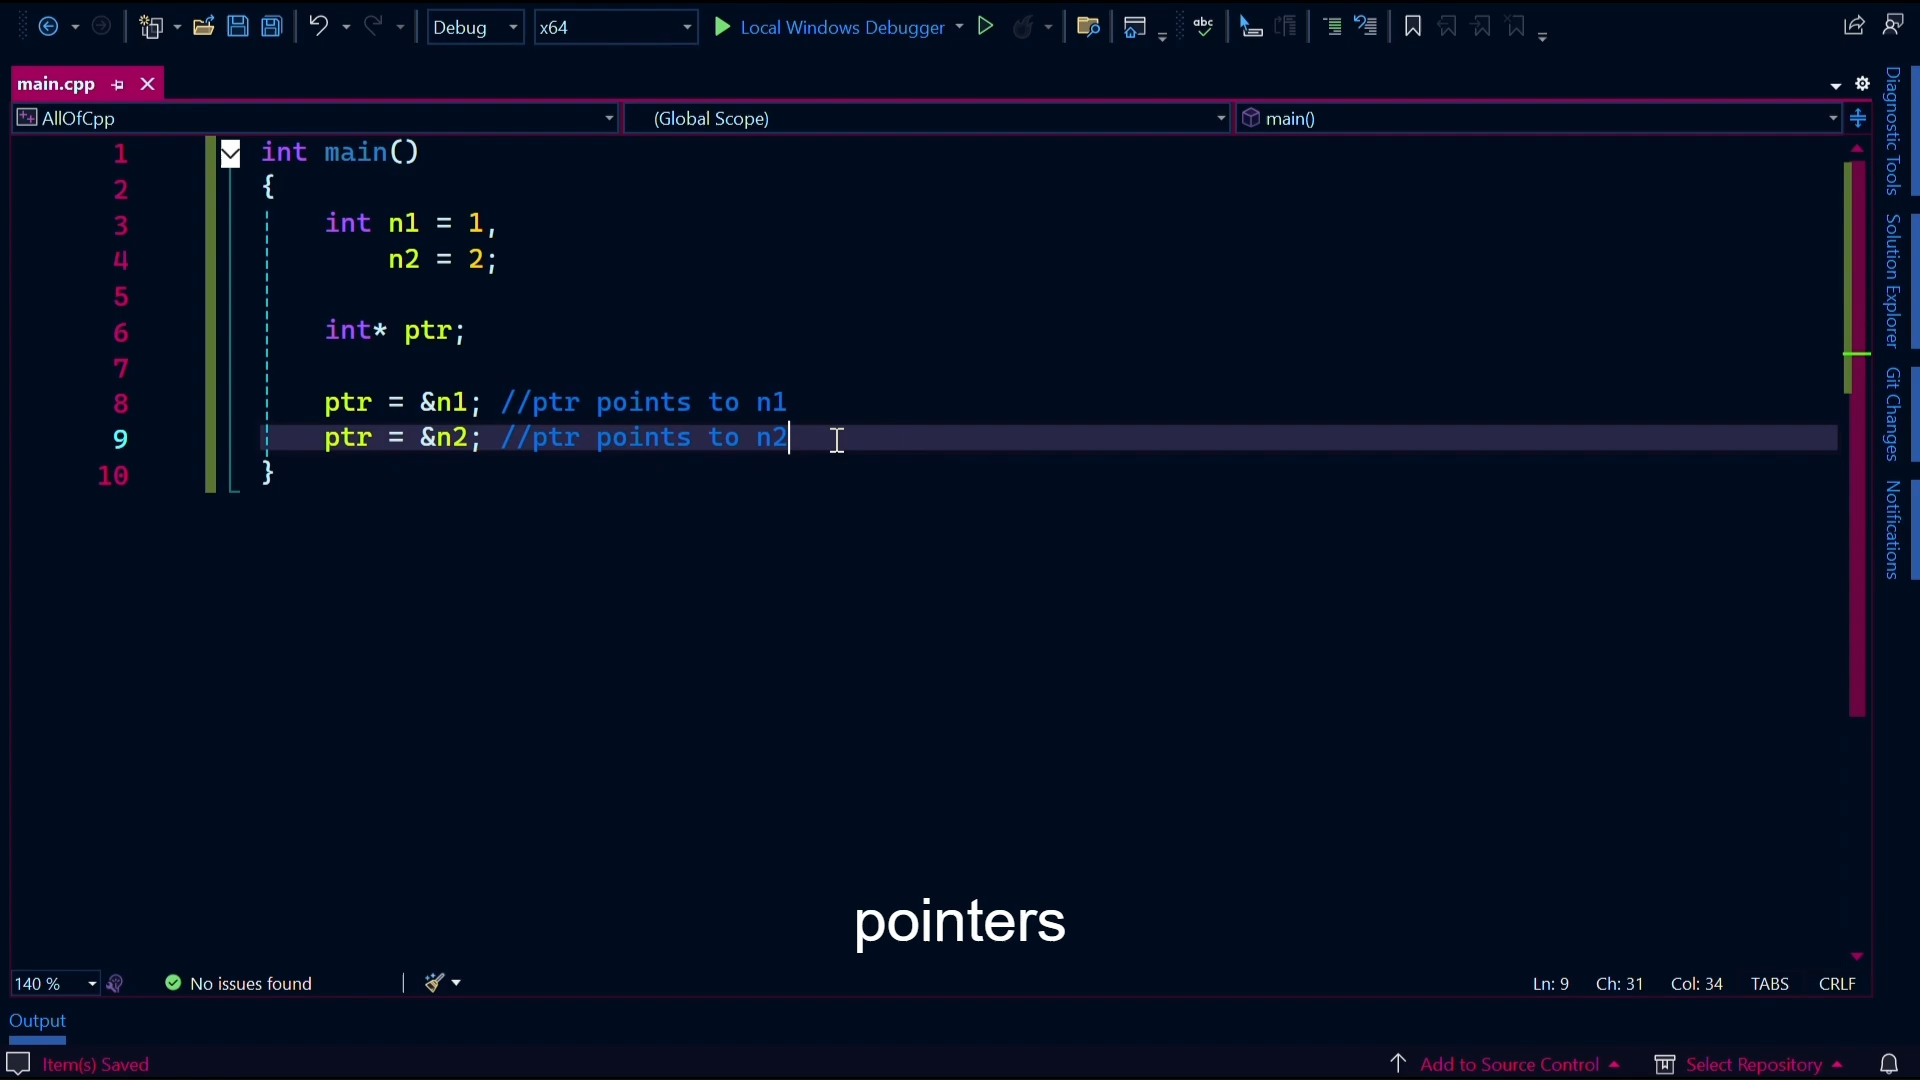 Debug x64 Local Windows Debugger abc
main.cpp
AllOfCpp (Global Scope) main()
1 int main()
2 {
3 int n1 = 1,
4 n2 = 2;
5
6 int* ptr;
7
8 ptr = &n1; //ptr points to n1
9 ptr = &n2; //ptr points to n2
10 }
Diagnostic Tools
Solution Explorer
Git Changes
Notifications
pointers
140 % No issues found Ln: 9 Ch: 31 Col: 34 TABS CRLF
Output
Item(s) Saved Add to Source Control Select Repository